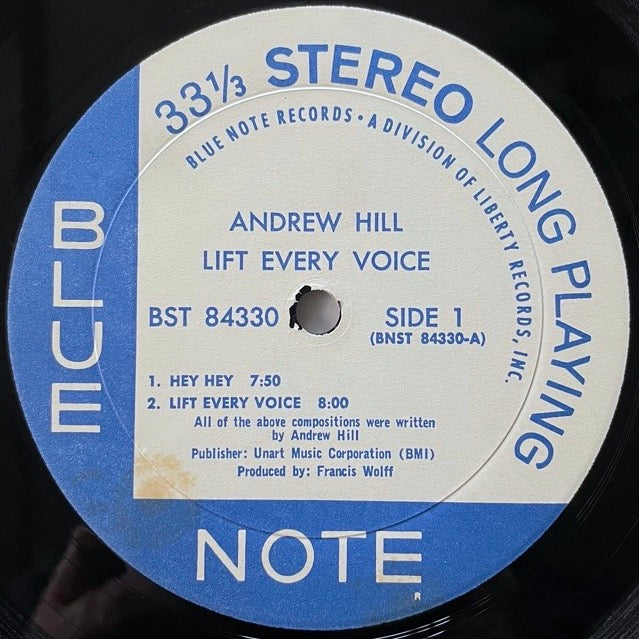 33 1/3 STEREO LONG PLAYING
BLUE NOTE RECORDS • A DIVISION OF LIBERTY RECORDS, INC.
ANDREW HILL
LIFT EVERY VOICE
BST 84330 SIDE 1
(BNST 84330-A)
1. HEY HEY 7:50
2. LIFT EVERY VOICE 8:00
All of the above compositions were written
by Andrew Hill
Publisher: Unart Music Corporation (BMI)
Produced by: Francis Wolff
BLUE
NOTE
R